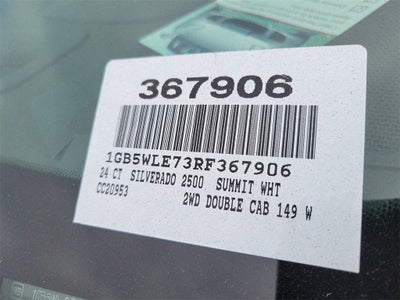 367906
1GB5WLE73RF367906
24 CT SILVERADO 2500 SUMMIT WHT
CC20953 2WD DOUBLE CAB 149 W